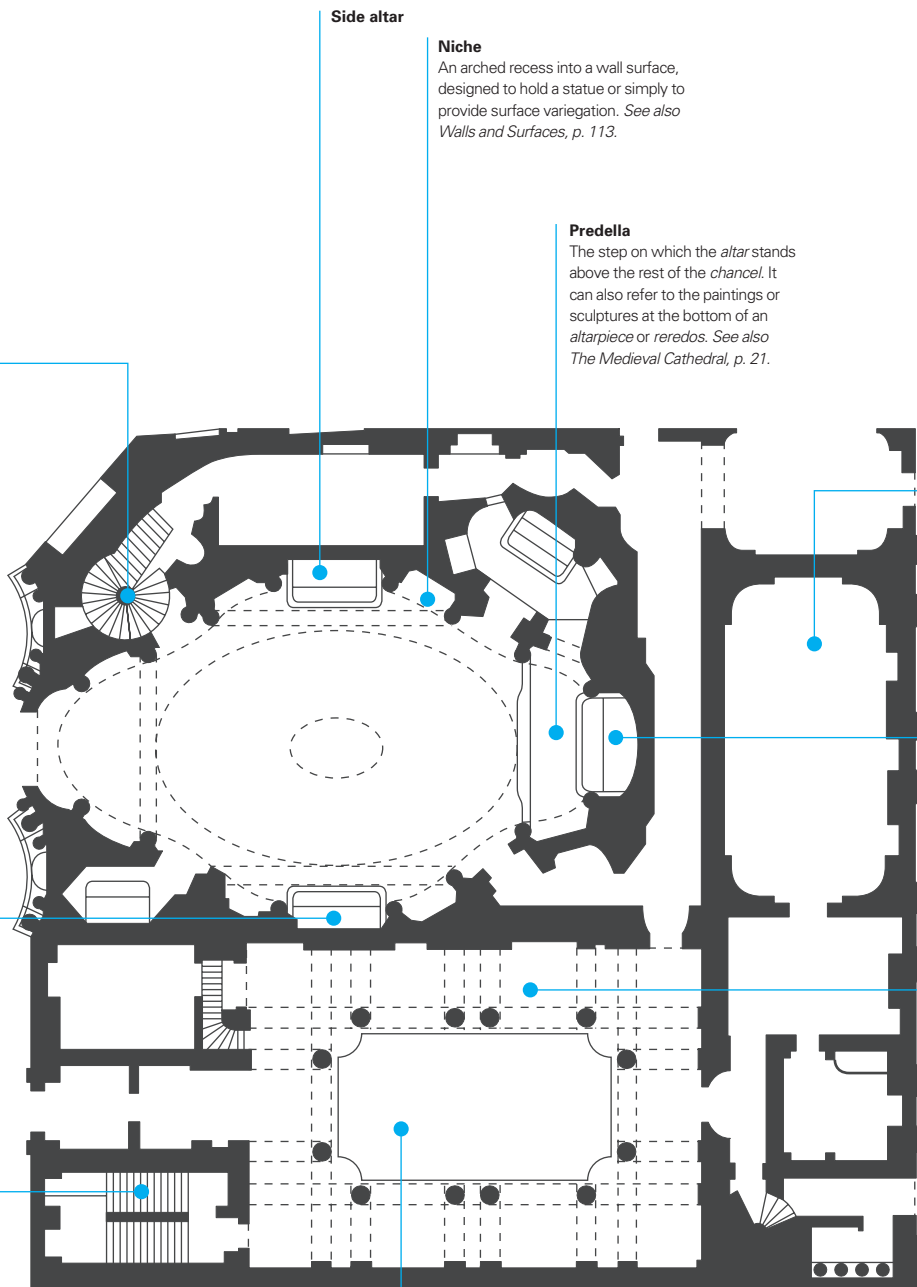 Side altar
Niche
An arched recess into a wall surface,
designed to hold a statue or simply to
provide surface variegation. See also
Walls and Surfaces, p. 113.
Predella
The step on which the altar stands
above the rest of the chancel. It
can also refer to the paintings or
sculptures at the bottom of an
altarpiece or reredos. See also
The Medieval Cathedral, p. 21.